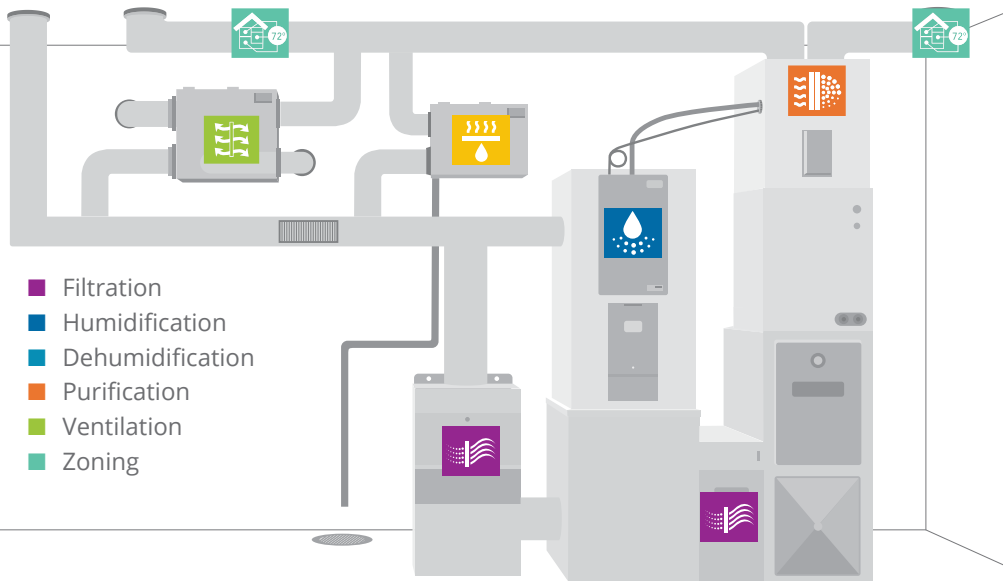 72°
72°
Filtration
Humidification
Dehumidification
Purification
Ventilation
Zoning